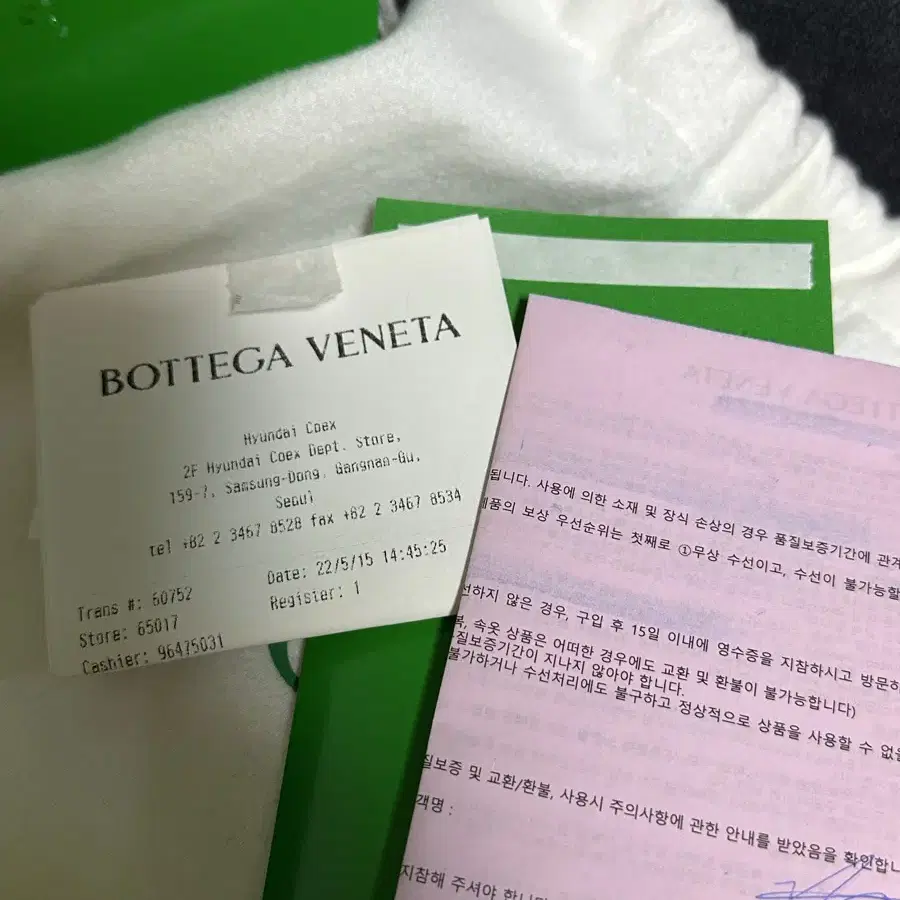 BOTTEGA VENETA
Hyundai Coex
2F Hyundai Coex Dept. Store,
159-7, Samsung-Dong, Gangnan-Gu,
Seoul
tel +82 2 3467 8528 fax +82 2 3467 8534
Date: 22/5/15 14:45:25
Trans #: 60752
Register: 1
Store: 65017
Cashier: 96475031
됩니다. 사용에 의한 소재 및 장식 손상의 경우 품질보증기간에 관계
제품의 보상 우선순위는 첫째로 ①무상 수선이고, 수선이 불가능할
하지 않은 경우, 구입 후 15일 이내에 영수증을 지참하시고 방문하
속옷 상품은 어떠한 경우에도 교환 및 환불이 불가능합니다)
질보증기간이 지나지 않아야 합니다.
불가하거나 수선처리에도 불구하고 정상적으로 상품을 사용할 수 없을
질보증 및 교환/환불, 사용시 주의사항에 관한 안내를 받았음을 확인합니
객명 :
지참해 주셔야 합니다